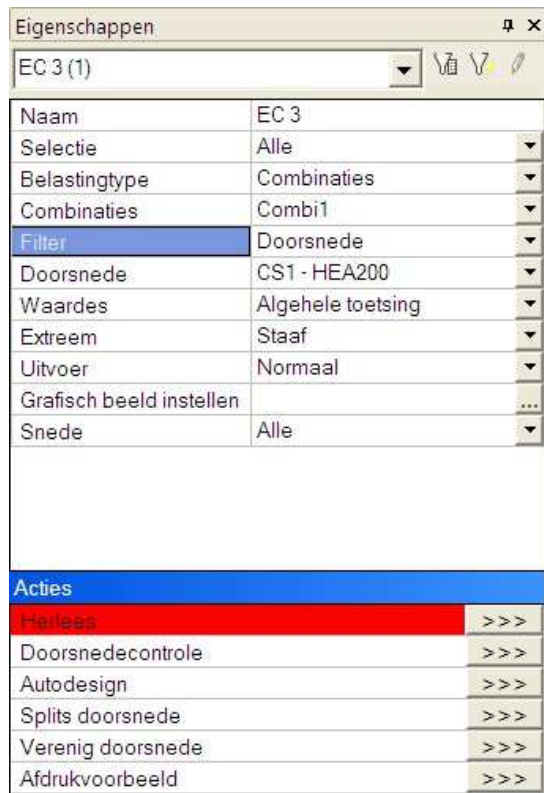 Eigenschappen
EC 3 (1)
Naam EC 3
Selectie Alle
Belastingtype Combinaties
Combinaties Combi1
Filter Doorsnede
Doorsnede CS1 - HEA200
Waardes Algehele toetsing
Extreem Staaf
Uitvoer Normaal
Grafisch beeld instellen ...
Snede Alle
Acties
Herlees >>>
Doorsnedecontrole >>>
Autodesign >>>
Splits doorsnede >>>
Verenig doorsnede >>>
Afdrukvoorbeeld >>>